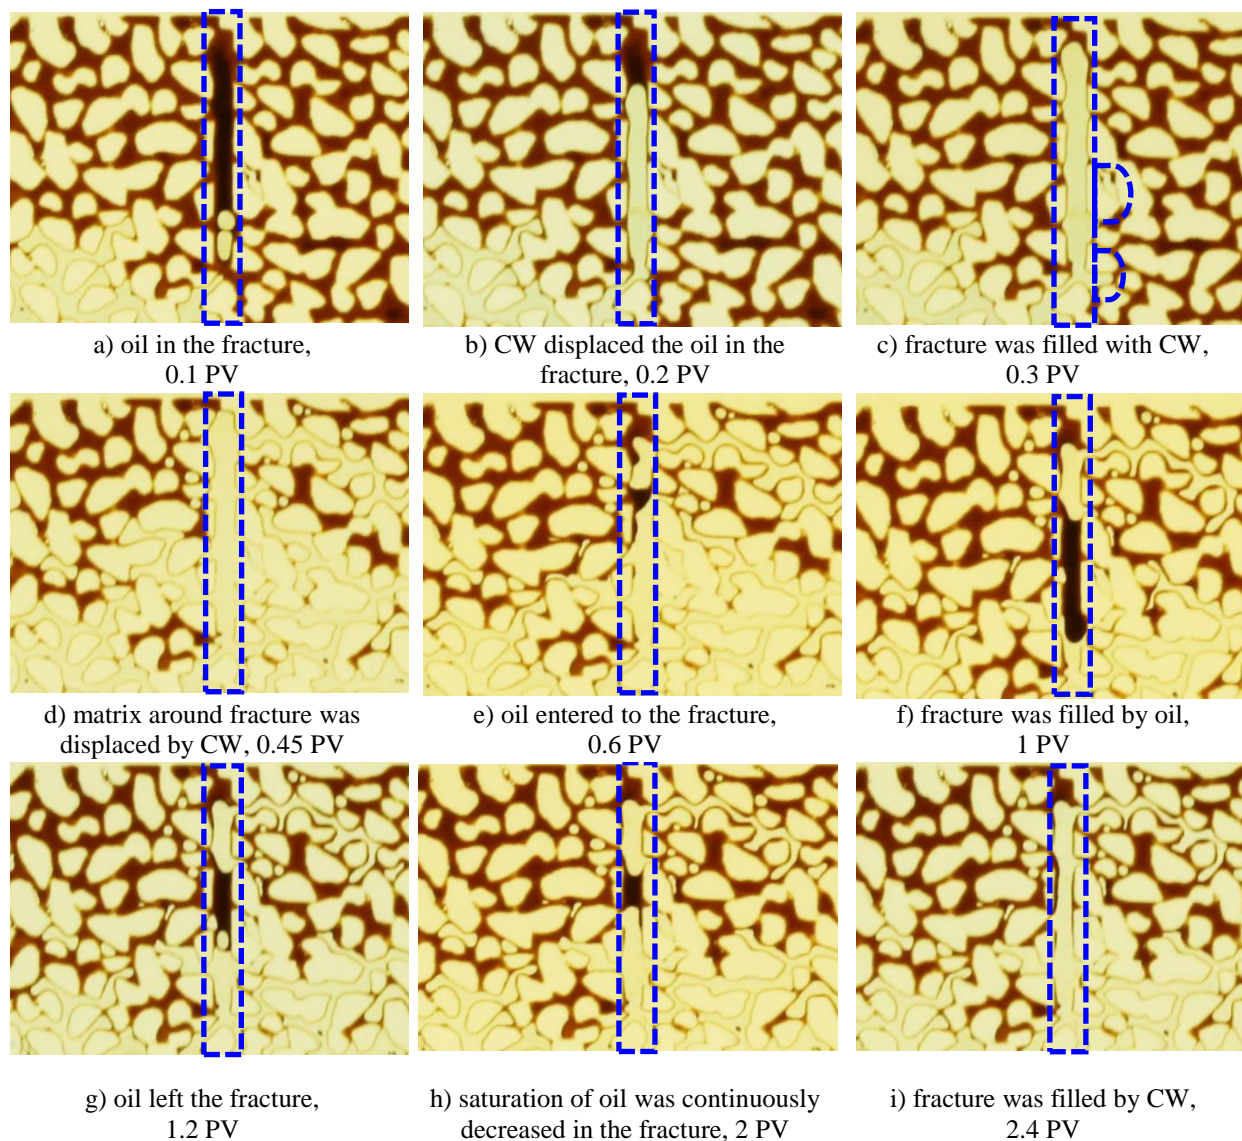 a) oil in the fracture,
0.1 PV
b) CW displaced the oil in the
fracture, 0.2 PV
c) fracture was filled with CW,
0.3 PV
d) matrix around fracture was
displaced by CW, 0.45 PV
e) oil entered to the fracture,
0.6 PV
f) fracture was filled by oil,
1 PV
g) oil left the fracture,
1.2 PV
h) saturation of oil was continuously
decreased in the fracture, 2 PV
i) fracture was filled by CW,
2.4 PV